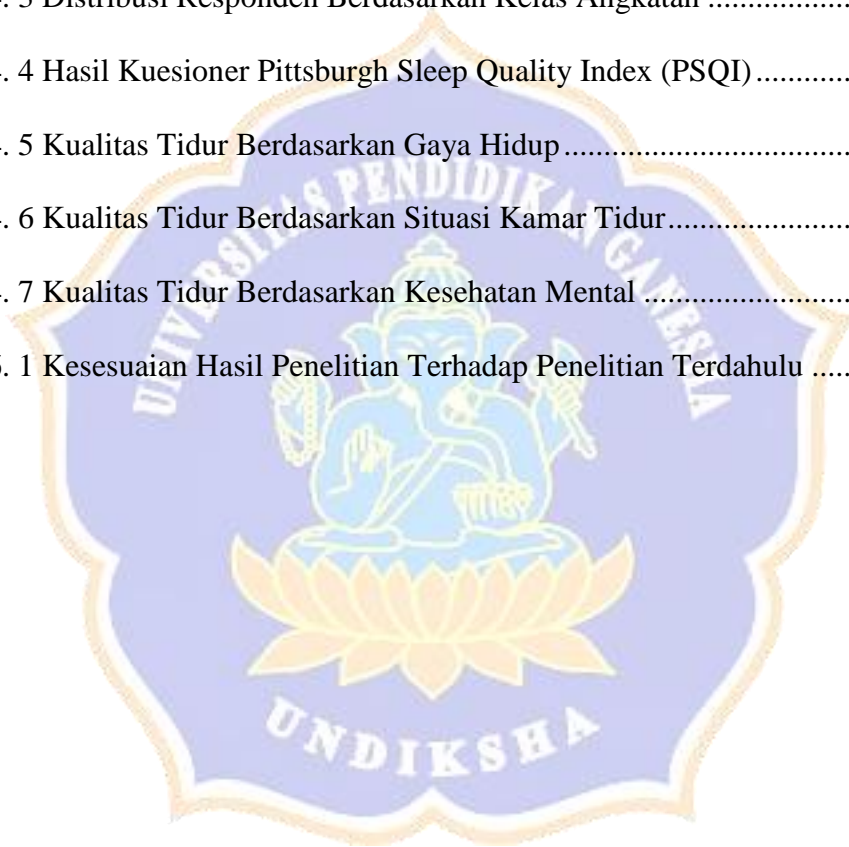 . 3 Distribusi Responden Berdasarkan Kelas Angkatan ..................
. 4 Hasil Kuesioner Pittsburgh Sleep Quality Index (PSQI) ............
. 5 Kualitas Tidur Berdasarkan Gaya Hidup ....................................
. 6 Kualitas Tidur Berdasarkan Situasi Kamar Tidur .......................
. 7 Kualitas Tidur Berdasarkan Kesehatan Mental ..........................
. 1 Kesesuaian Hasil Penelitian Terhadap Penelitian Terdahulu .....
UNIVERSITAS PENDIDIKAN GANESHA
UNDIKSHA